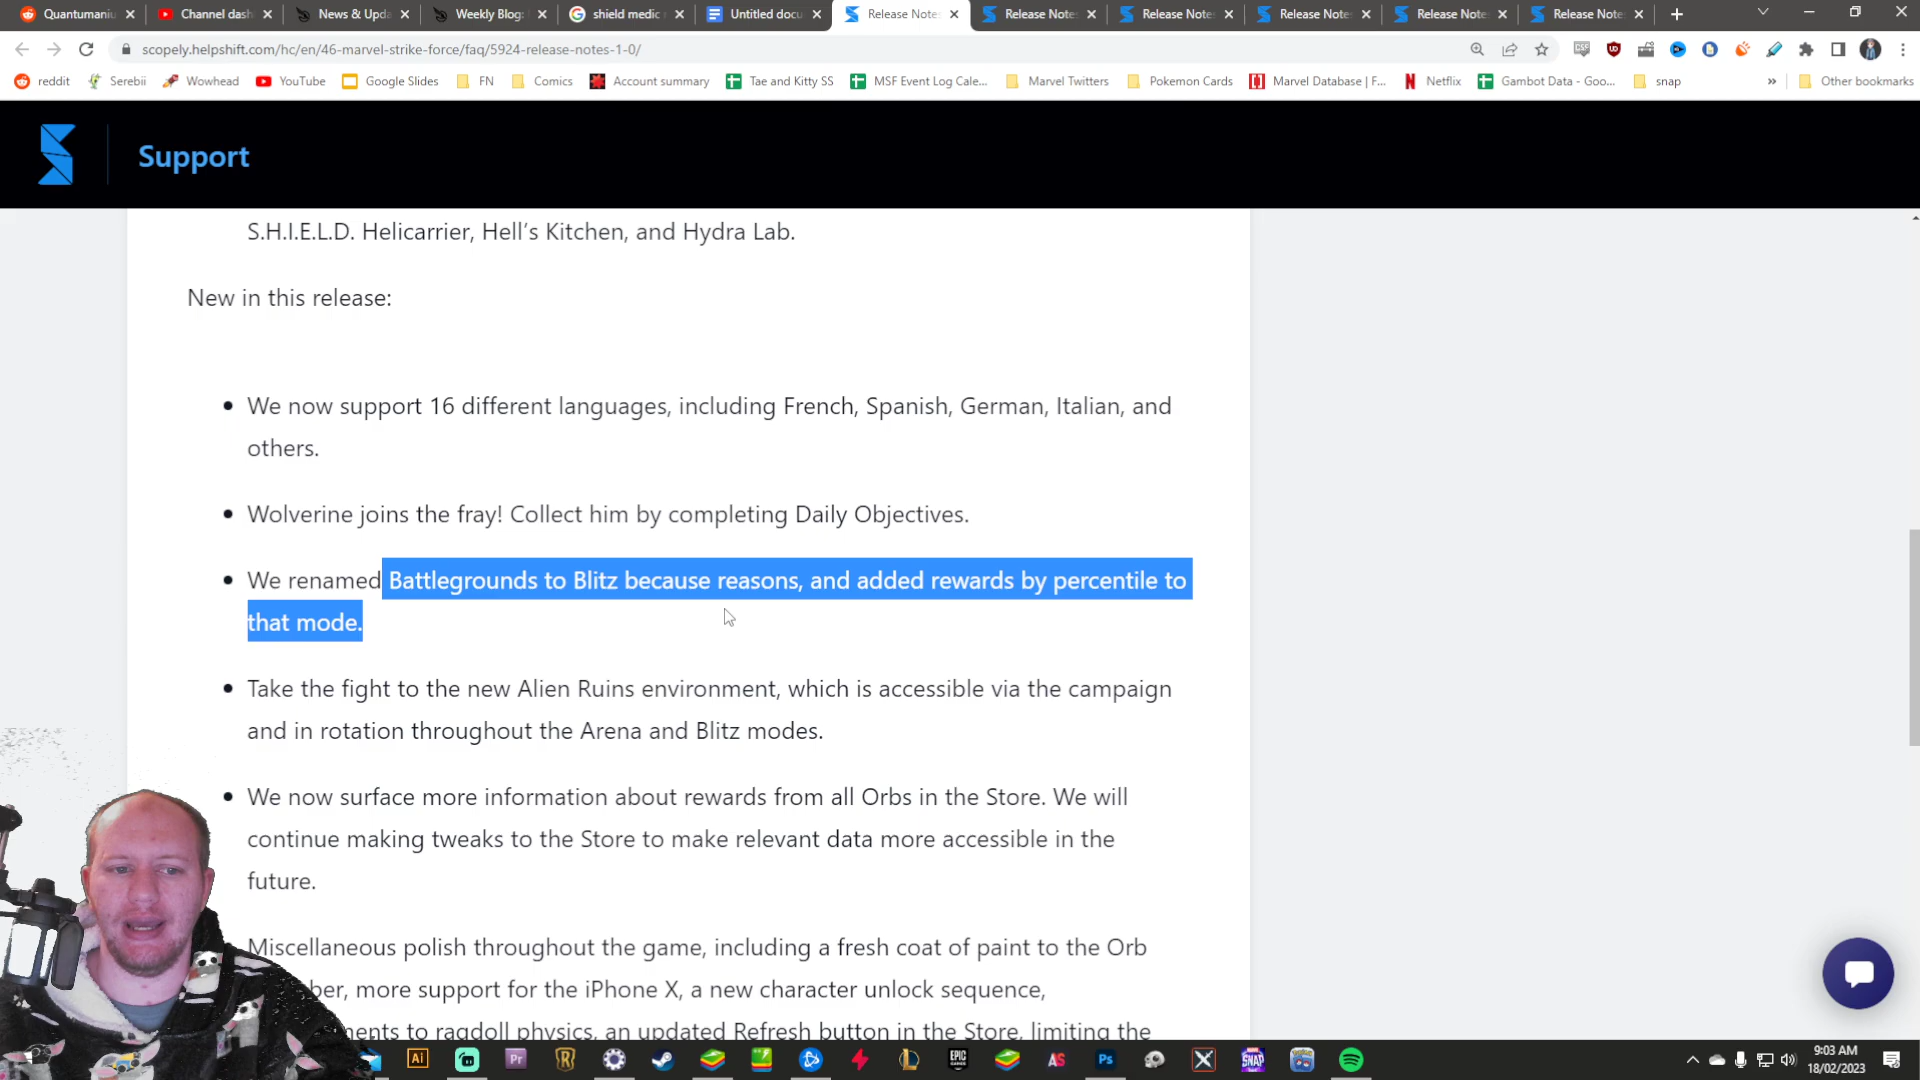 Quantumaniu
Channel dash
News & Upda
Weekly Blog:
shield medic
Untitled docu
Release Note
Release Note
Release Note
Release Note
Release Note
Release Note
scopely.helpshift.com/hc/en/46-marvel-strike-force/faq/5924-release-notes-1-0/
reddit
Serebii
Wowhead
YouTube
Google Slides
FN
Comics
Account summary
Tae and Kitty SS
MSF Event Log Cale...
Marvel Twitters
Pokemon Cards
Marvel Database | F...
Netflix
Gambot Data - Goo...
snap
»
Other bookmarks
Support
S.H.I.E.L.D. Helicarrier, Hell's Kitchen, and Hydra Lab.
New in this release:
• We now support 16 different languages, including French, Spanish, German, Italian, and
others.
• Wolverine joins the fray! Collect him by completing Daily Objectives.
• We renamed Battlegrounds to Blitz because reasons, and added rewards by percentile to
that mode.
• Take the fight to the new Alien Ruins environment, which is accessible via the campaign
and in rotation throughout the Arena and Blitz modes.
• We now surface more information about rewards from all Orbs in the Store. We will
continue making tweaks to the Store to make relevant data more accessible in the
future.
Miscellaneous polish throughout the game, including a fresh coat of paint to the Orb
ber, more support for the iPhone X, a new character unlock sequence,
ents to ragdoll physics, an updated Refresh button in the Store, limiting the
Ai
Pr
EPIC
AS
Ps
SNAP
9:03 AM
18/02/2023